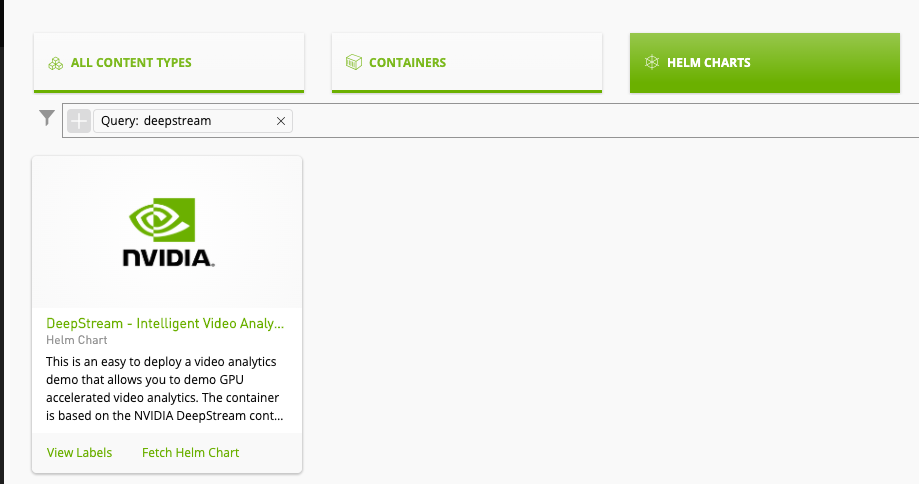 ALL CONTENT TYPES
CONTAINERS
HELM CHARTS
Query: deepstream
NVIDIA.
DeepStream - Intelligent Video Analy...
Helm Chart
This is an easy to deploy a video analytics
demo that allows you to demo GPU
accelerated video analytics. The container
is based on the NVIDIA DeepStream cont...
View Labels
Fetch Helm Chart